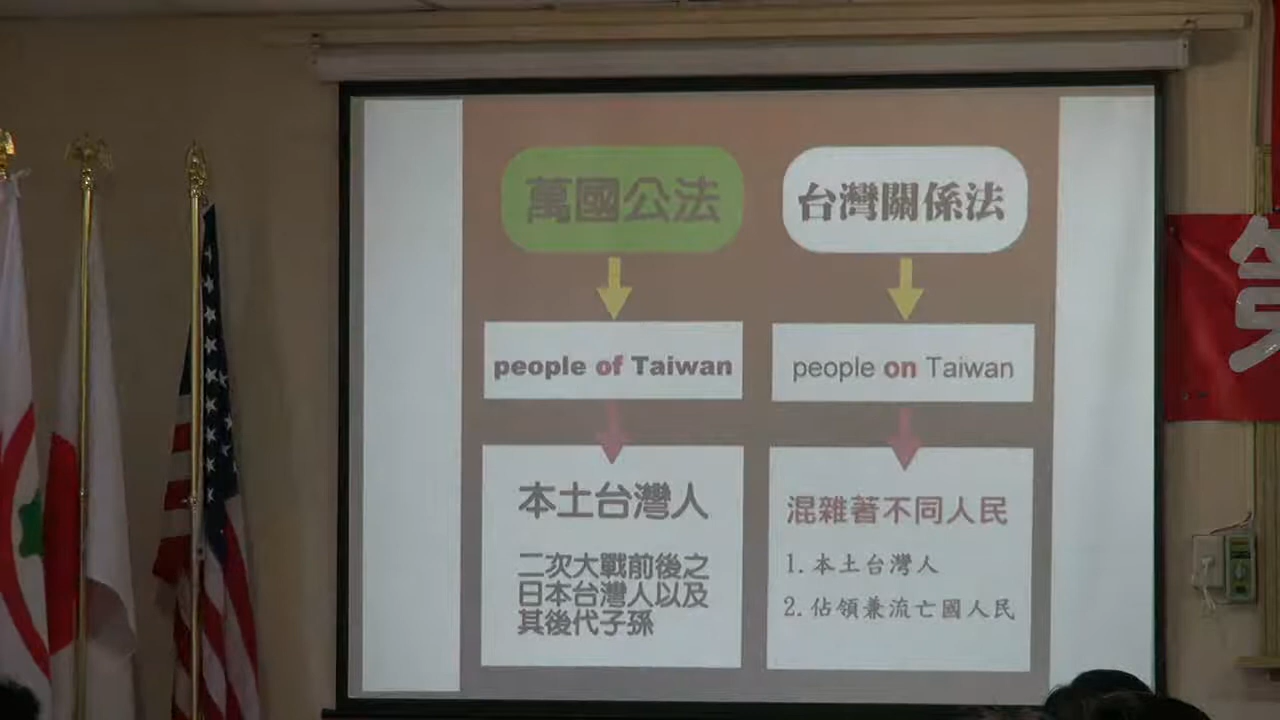 萬國公法
people of Taiwan
本土台灣人
二次大戰前後之
日本台灣人以及
其後代子孫
台灣關係法
people on Taiwan
混雜著不同人民
1. 本土台灣人
2. 佔領兼流亡國人民